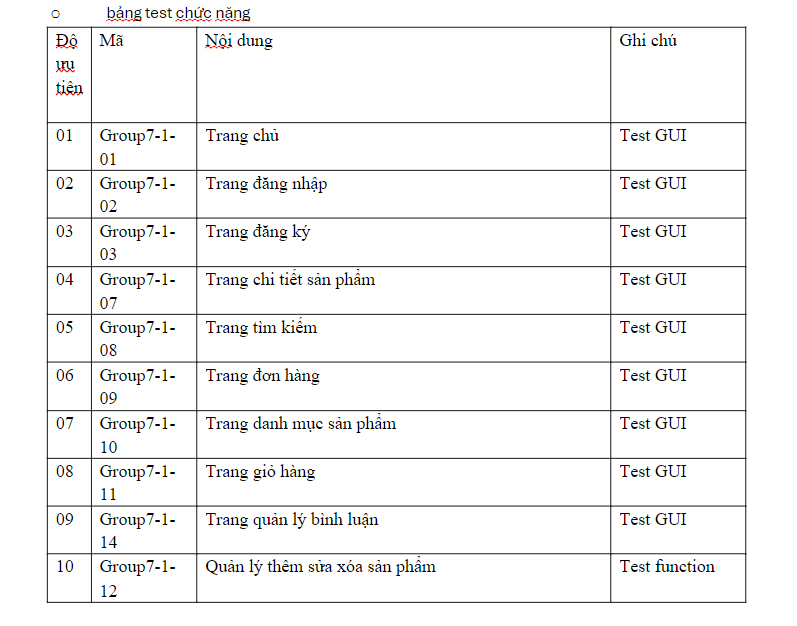 ○ bảng test chức năng
Độ ưu tiên Mã Nội dung Ghi chú
01 Group7-1-01 Trang chủ Test GUI
02 Group7-1-02 Trang đăng nhập Test GUI
03 Group7-1-03 Trang đăng ký Test GUI
04 Group7-1-07 Trang chi tiết sản phẩm Test GUI
05 Group7-1-08 Trang tìm kiếm Test GUI
06 Group7-1-09 Trang đơn hàng Test GUI
07 Group7-1-10 Trang danh mục sản phẩm Test GUI
08 Group7-1-11 Trang giỏ hàng Test GUI
09 Group7-1-14 Trang quản lý bình luận Test GUI
10 Group7-1-12 Quản lý thêm sửa xóa sản phẩm Test function